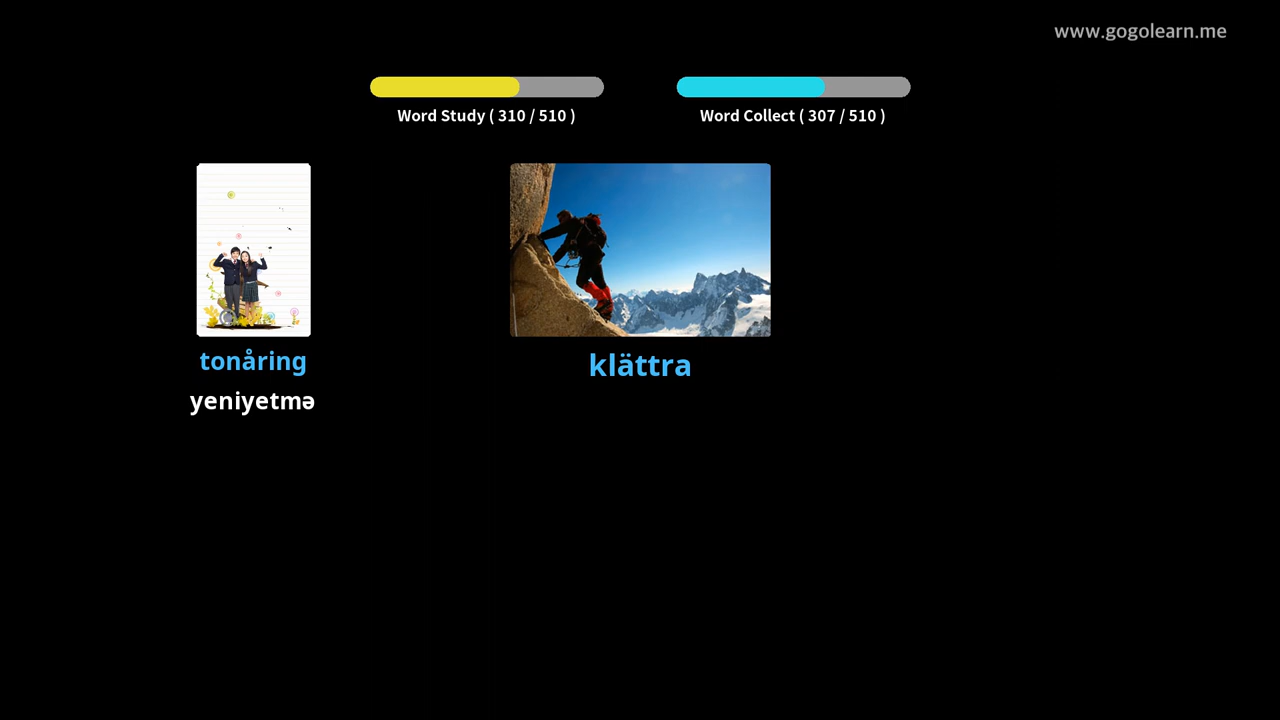 www.gogolearn.me
Word Study ( 310 / 510 )
Word Collect ( 307 / 510 )
tonåring
yeniyetmə
klättra